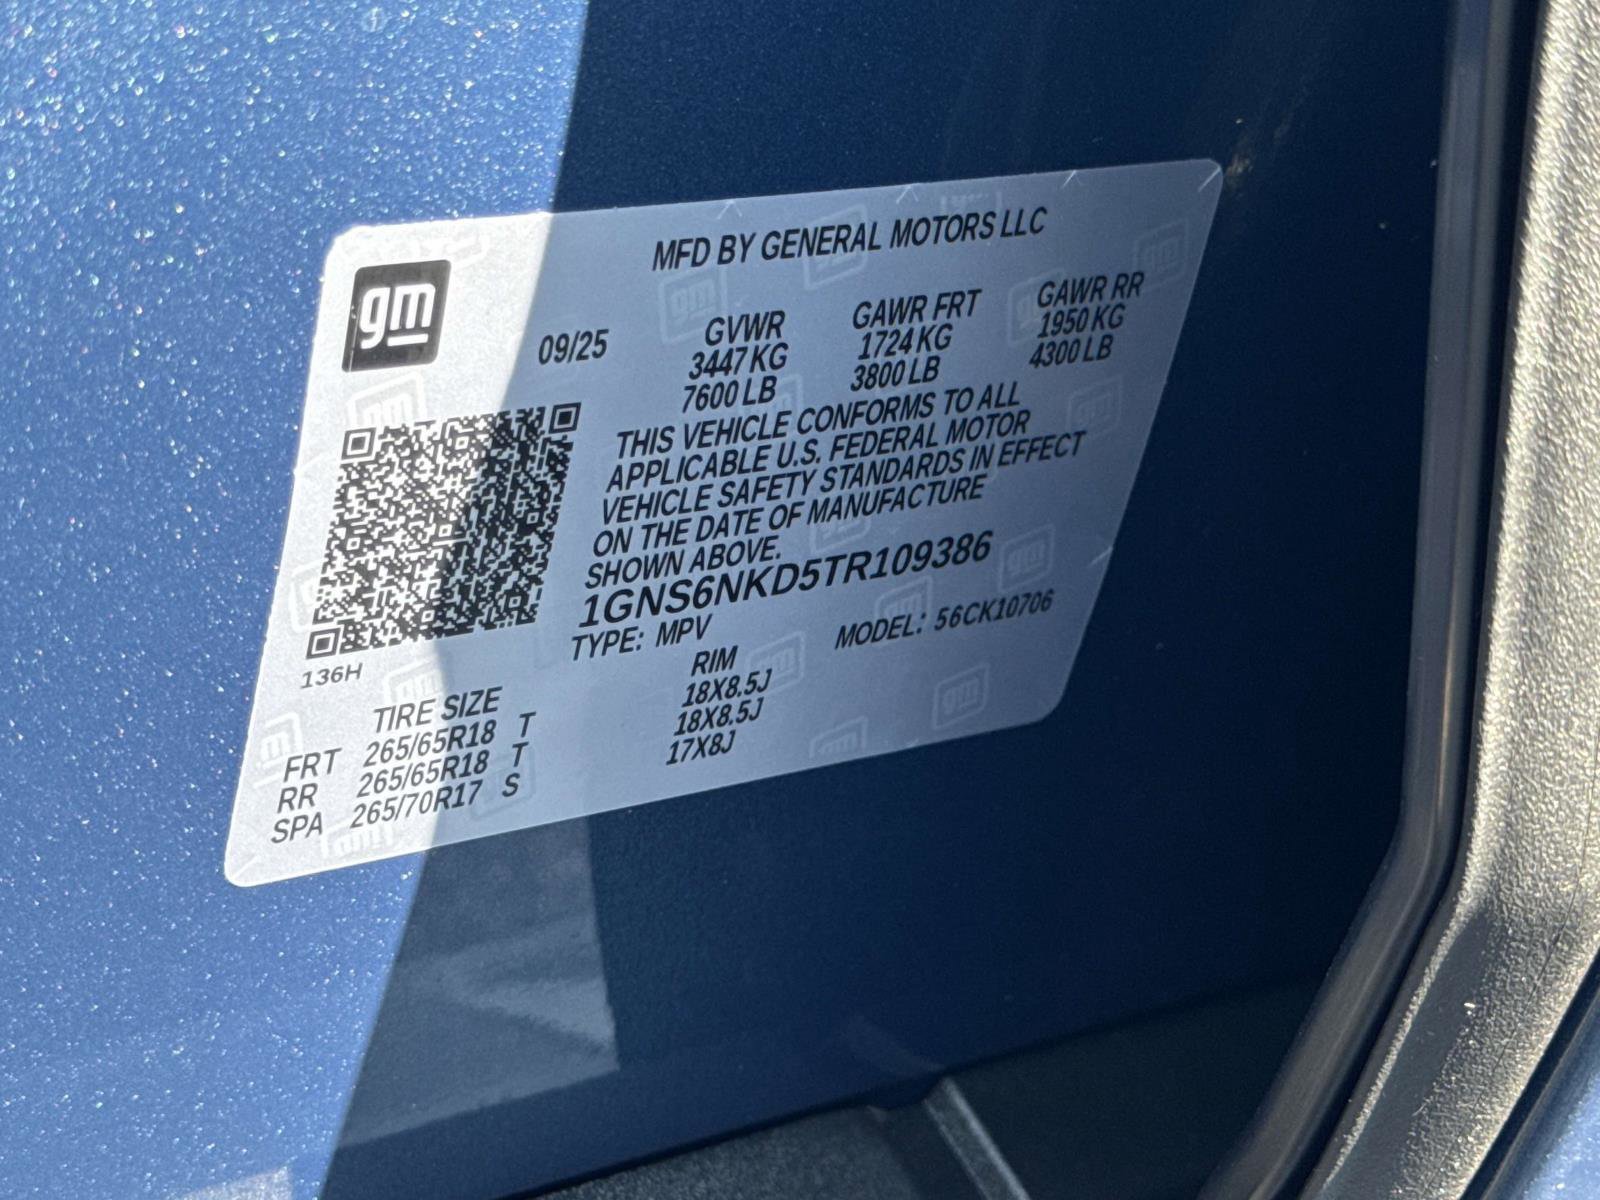 gm
MFD BY GENERAL MOTORS LLC
09/25
GVWR GAWR FRT GAWR RR
3447 KG 1724 KG 1950 KG
7600 LB 3800 LB 4300 LB
THIS VEHICLE CONFORMS TO ALL
APPLICABLE U.S. FEDERAL MOTOR
VEHICLE SAFETY STANDARDS IN EFFECT
ON THE DATE OF MANUFACTURE
SHOWN ABOVE.
1GNS6NKD5TR109386
TYPE: MPV MODEL: 56CK10706
136H
TIRE SIZE RIM
FRT 265/65R18 T 18X8.5J
RR 265/65R18 T 18X8.5J
SPA 265/70R17 S 17X8J